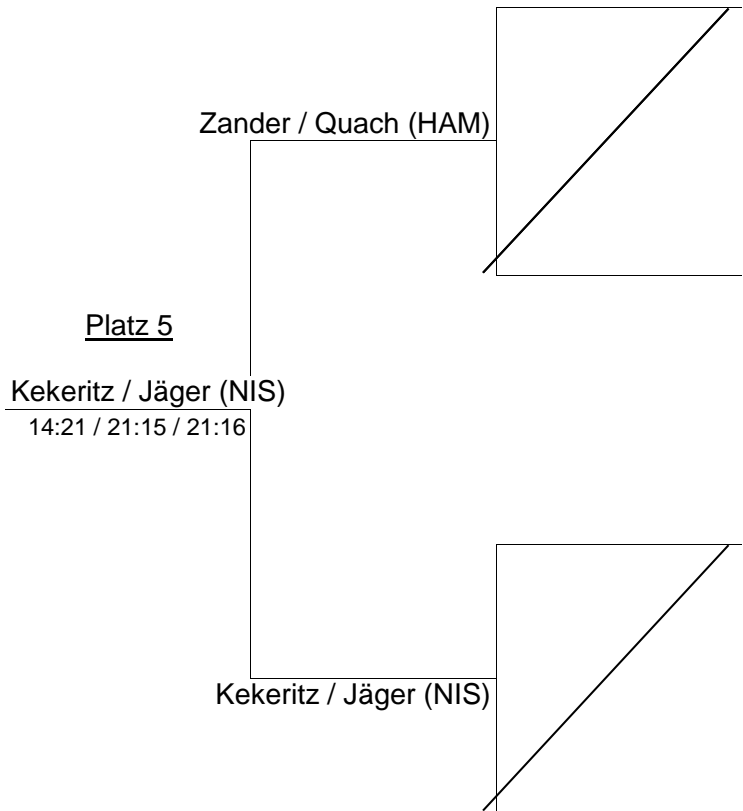 Zander / Quach (HAM)
Platz 5
Kekeritz / Jäger (NIS)
14:21 / 21:15 / 21:16
Kekeritz / Jäger (NIS)